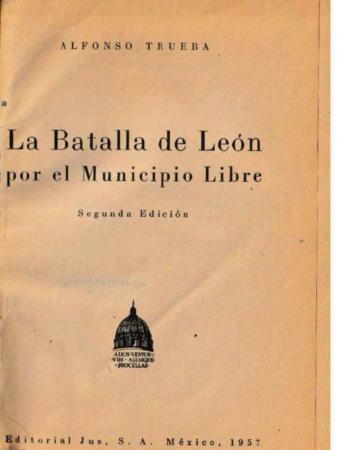 ALFONSO TRUEBA
a
La Batalla de León
por el Municipio Libre
Segunda Edición
ALIOS·VENTOS·
VIDI·ALIASQUE
·PROCELLAS·
Editorial Jus, S. A. México, 1957